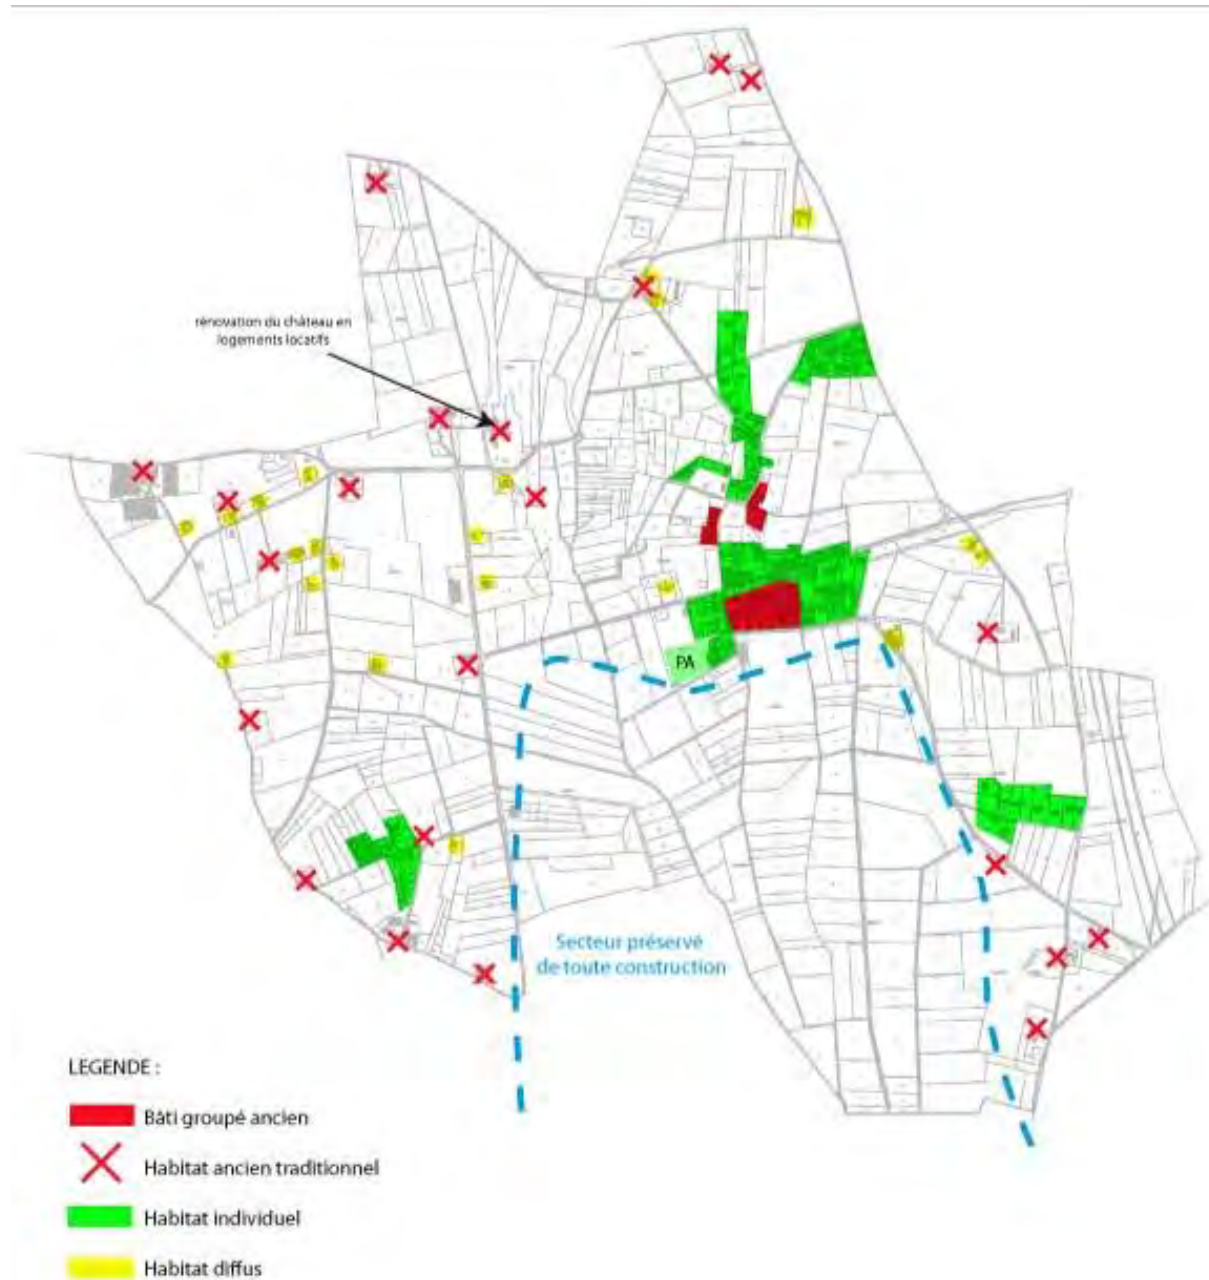 rénovation du château en
logements locatifs
PA
Secteur préservé
de toute construction
LEGENDE :
Bâti groupé ancien
Habitat ancien traditionnel
Habitat individuel
Habitat diffus